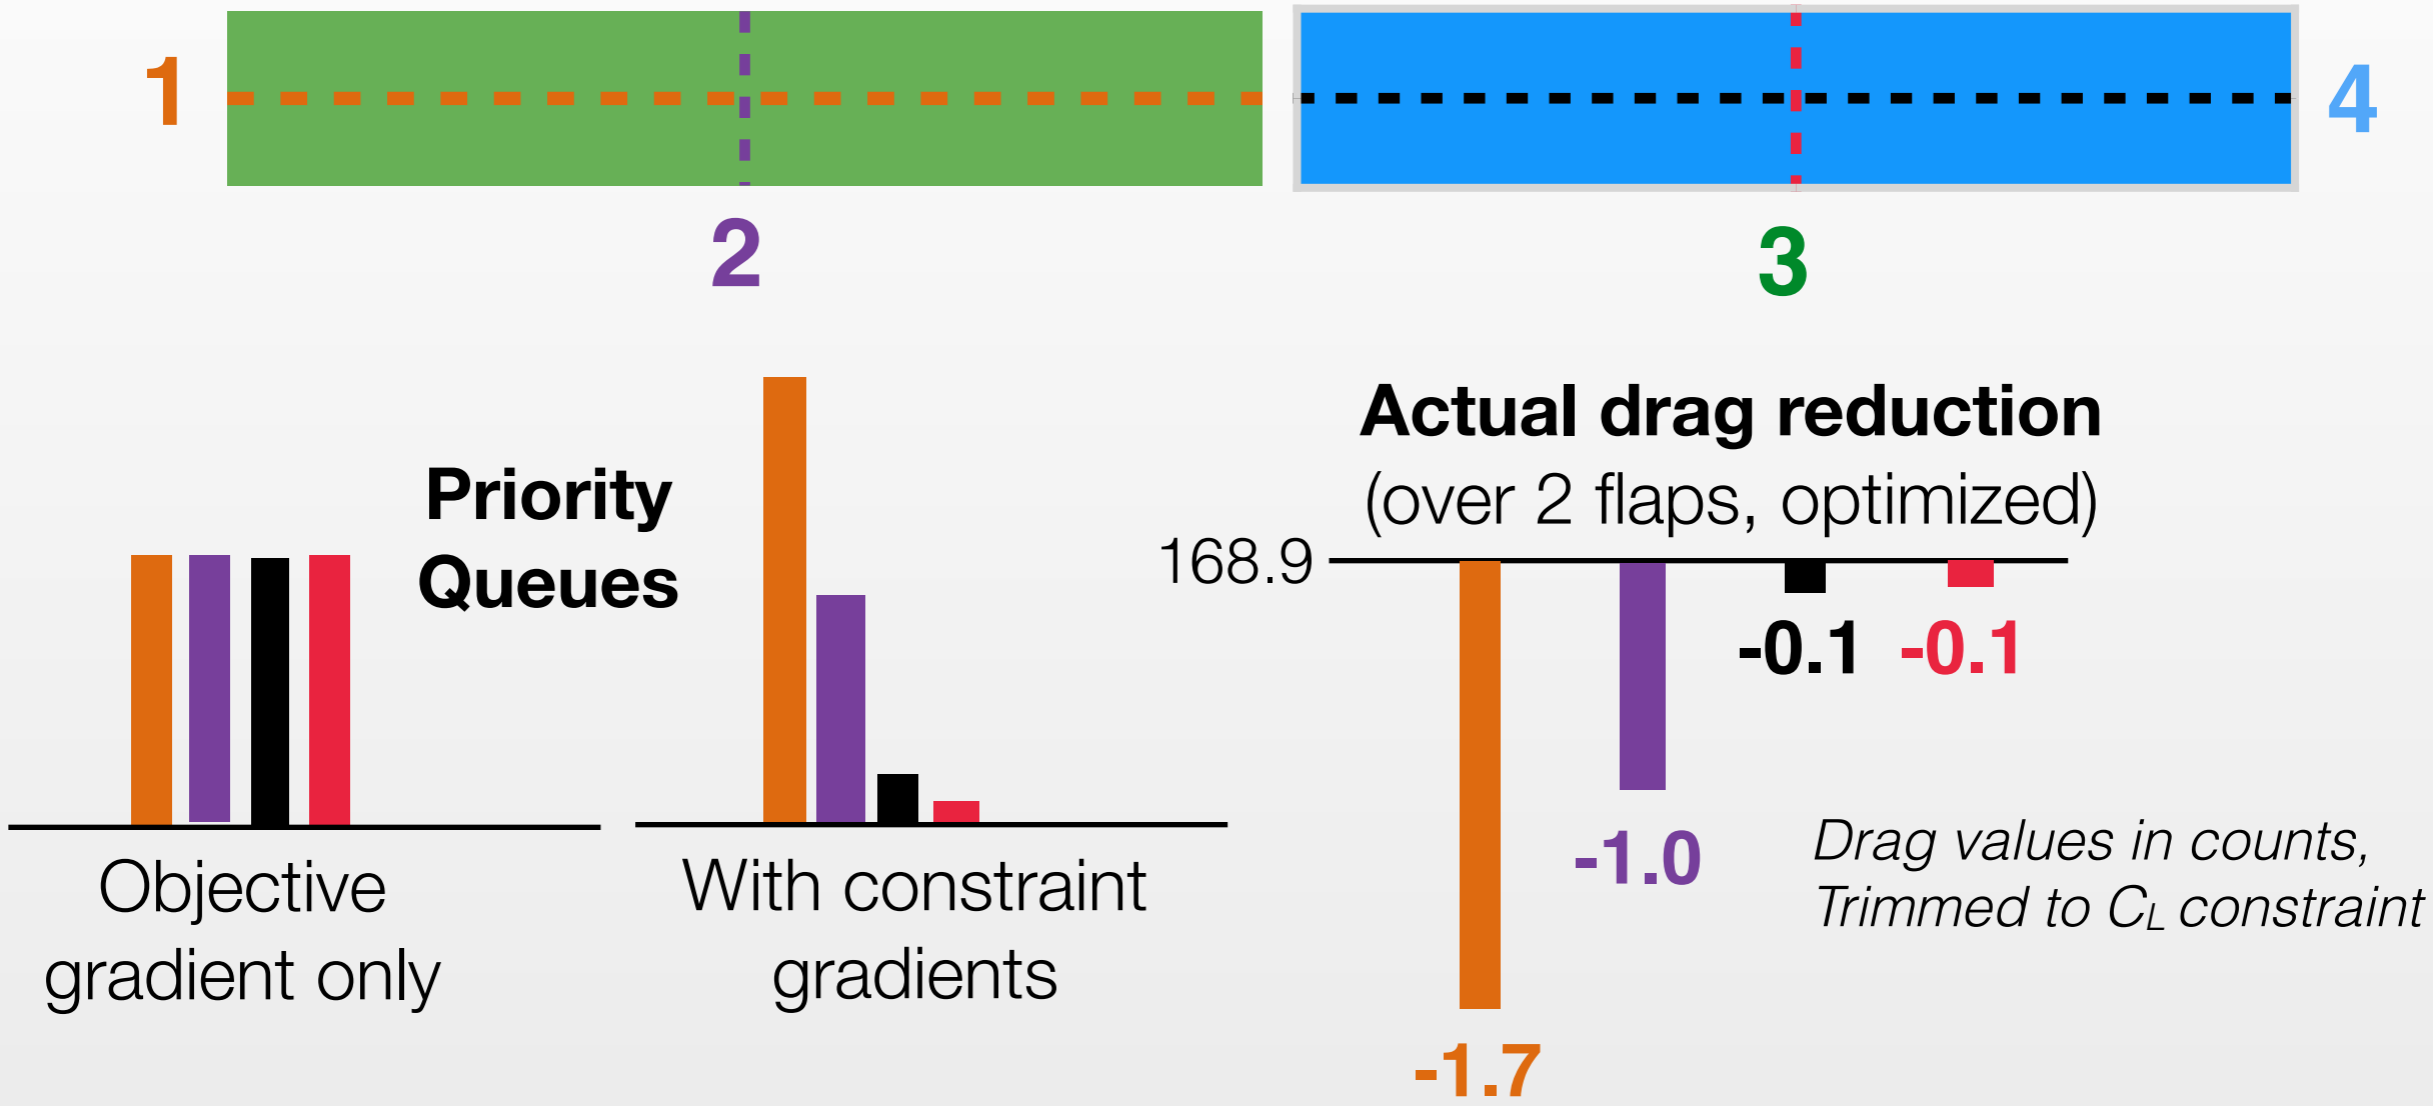 1
4
2
3
Priority
Queues
Objective
gradient only
With constraint
gradients
Actual drag reduction
(over 2 flaps, optimized)
168.9
-0.1 -0.1
-1.0
-1.7
Drag values in counts,
Trimmed to CL constraint